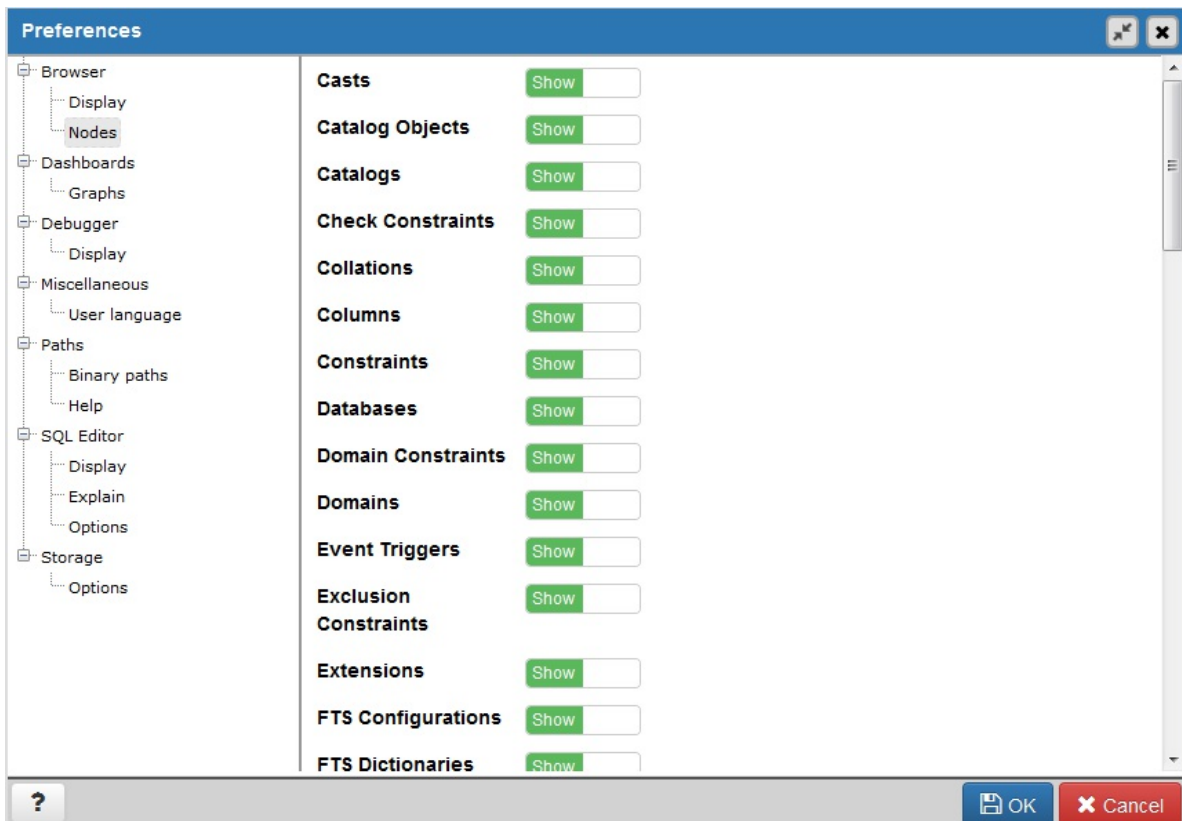 Preferences
Browser
Display
Nodes
Dashboards
Graphs
Debugger
Display
Miscellaneous
User language
Paths
Binary paths
Help
SQL Editor
Display
Explain
Options
Storage
Options
Casts Show
Catalog Objects Show
Catalogs Show
Check Constraints Show
Collations Show
Columns Show
Constraints Show
Databases Show
Domain Constraints Show
Domains Show
Event Triggers Show
Exclusion Show
Constraints
Extensions Show
FTS Configurations Show
FTS Dictionaries Show
? OK Cancel